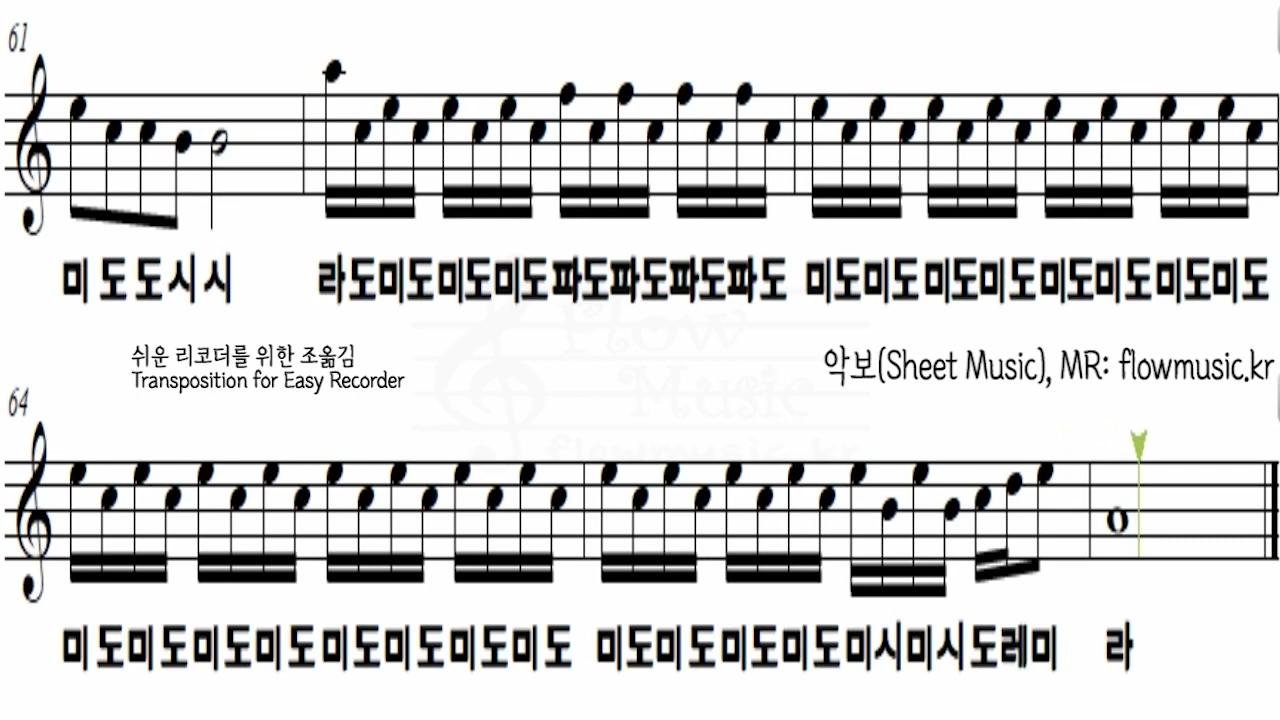 61
미 도 도 시 시 라도미도미도미도파도파도파도파도 미도미도미도미도미도미도미도미도
쉬운 리코더를 위한 조옮김
Transposition for Easy Recorder
악보(Sheet Music), MR: flowmusic.kr
Flow
Music
flowmusic.kr
64
미 도미 도미도미도 미도미도미도미도 미도미도미도미도미시미시도레미 라